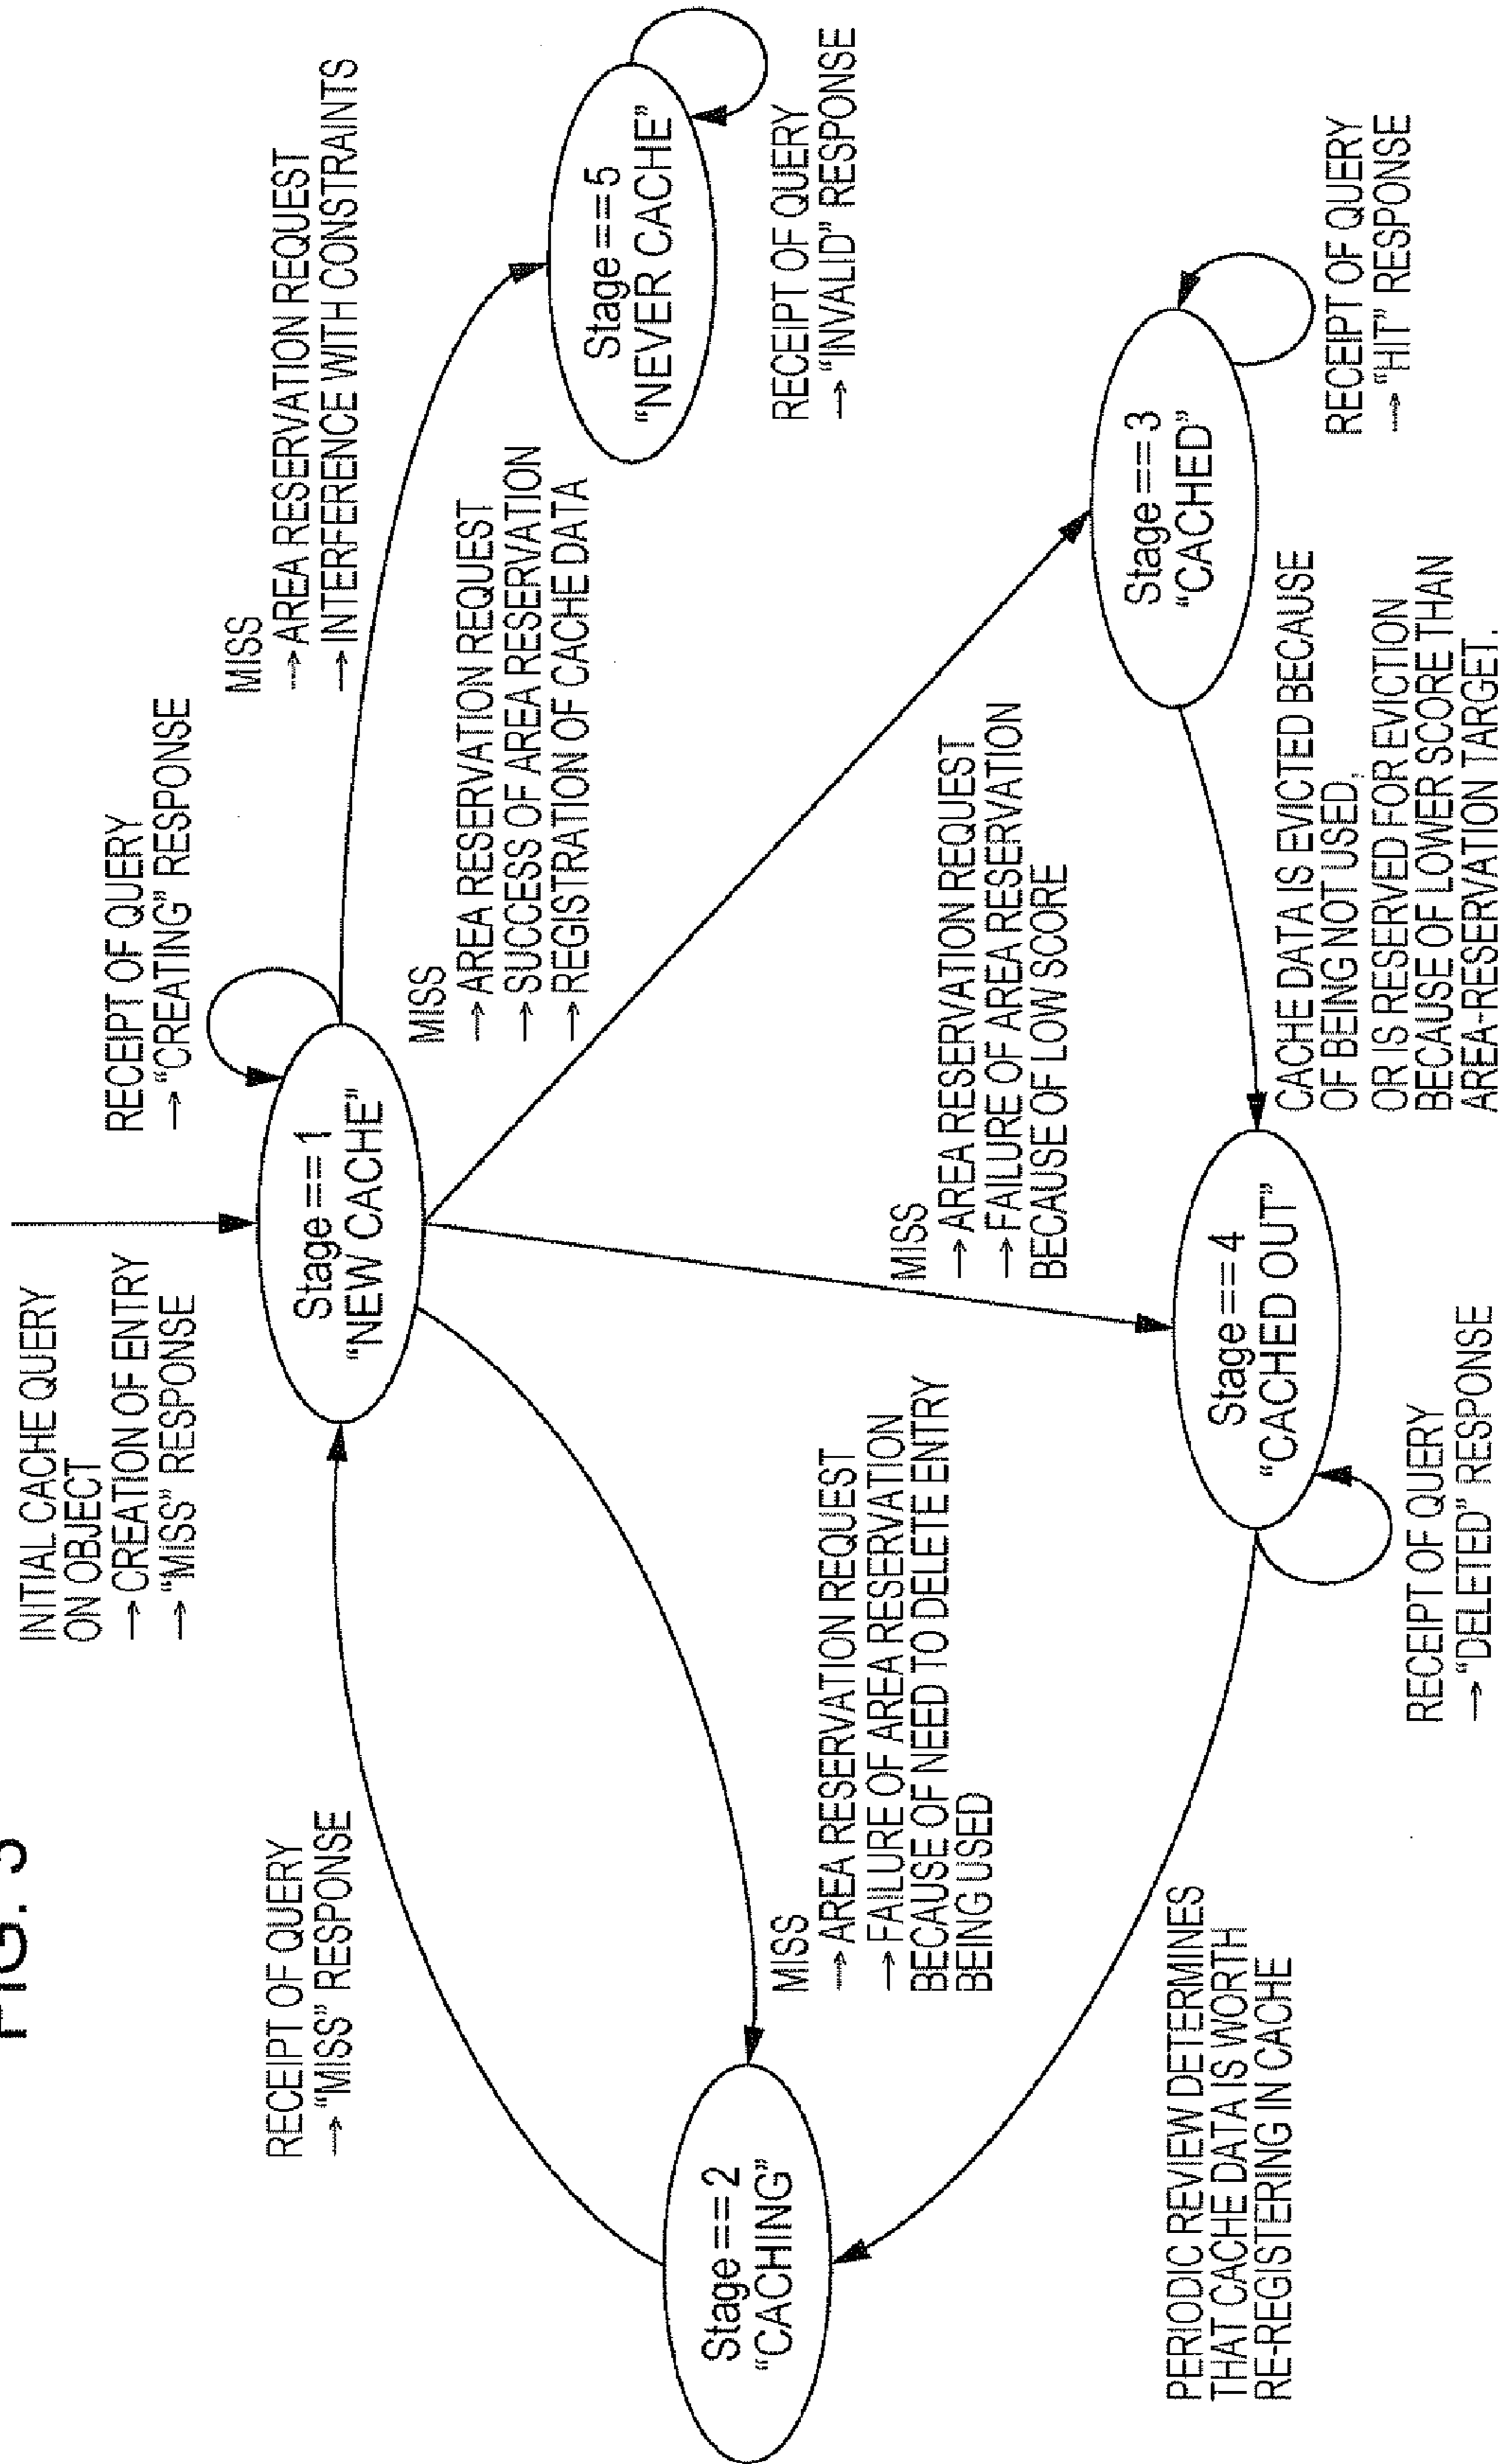 FIG. 3
INITIAL CACHE QUERY
ON OBJECT
→ CREATION OF ENTRY
→ “MISS” RESPONSE
RECEIPT OF QUERY
→ “CREATING” RESPONSE
Stage == 1
“NEW CACHE”
MISS
→ AREA RESERVATION REQUEST
→ INTERFERENCE WITH CONSTRAINTS
RECEIPT OF QUERY
→ “MISS” RESPONSE
MISS
→ AREA RESERVATION REQUEST
→ SUCCESS OF AREA RESERVATION
→ REGISTRATION OF CACHE DATA
Stage == 5
“NEVER CACHE”
RECEIPT OF QUERY
→ “INVALID” RESPONSE
Stage == 2
“CACHING”
MISS
→ AREA RESERVATION REQUEST
→ FAILURE OF AREA RESERVATION
BECAUSE OF NEED TO DELETE ENTRY
BEING USED
MISS
→ AREA RESERVATION REQUEST
→ FAILURE OF AREA RESERVATION
BECAUSE OF LOW SCORE
Stage == 3
“CACHED”
RECEIPT OF QUERY
→ “HIT” RESPONSE
PERIODIC REVIEW DETERMINES
THAT CACHE DATA IS WORTH
RE-REGISTERING IN CACHE
Stage == 4
“CACHED OUT”
CACHE DATA IS EVICTED BECAUSE
OF BEING NOT USED,
OR IS RESERVED FOR EVICTION
BECAUSE OF LOWER SCORE THAN
AREA-RESERVATION TARGET.
RECEIPT OF QUERY
→ “DELETED” RESPONSE